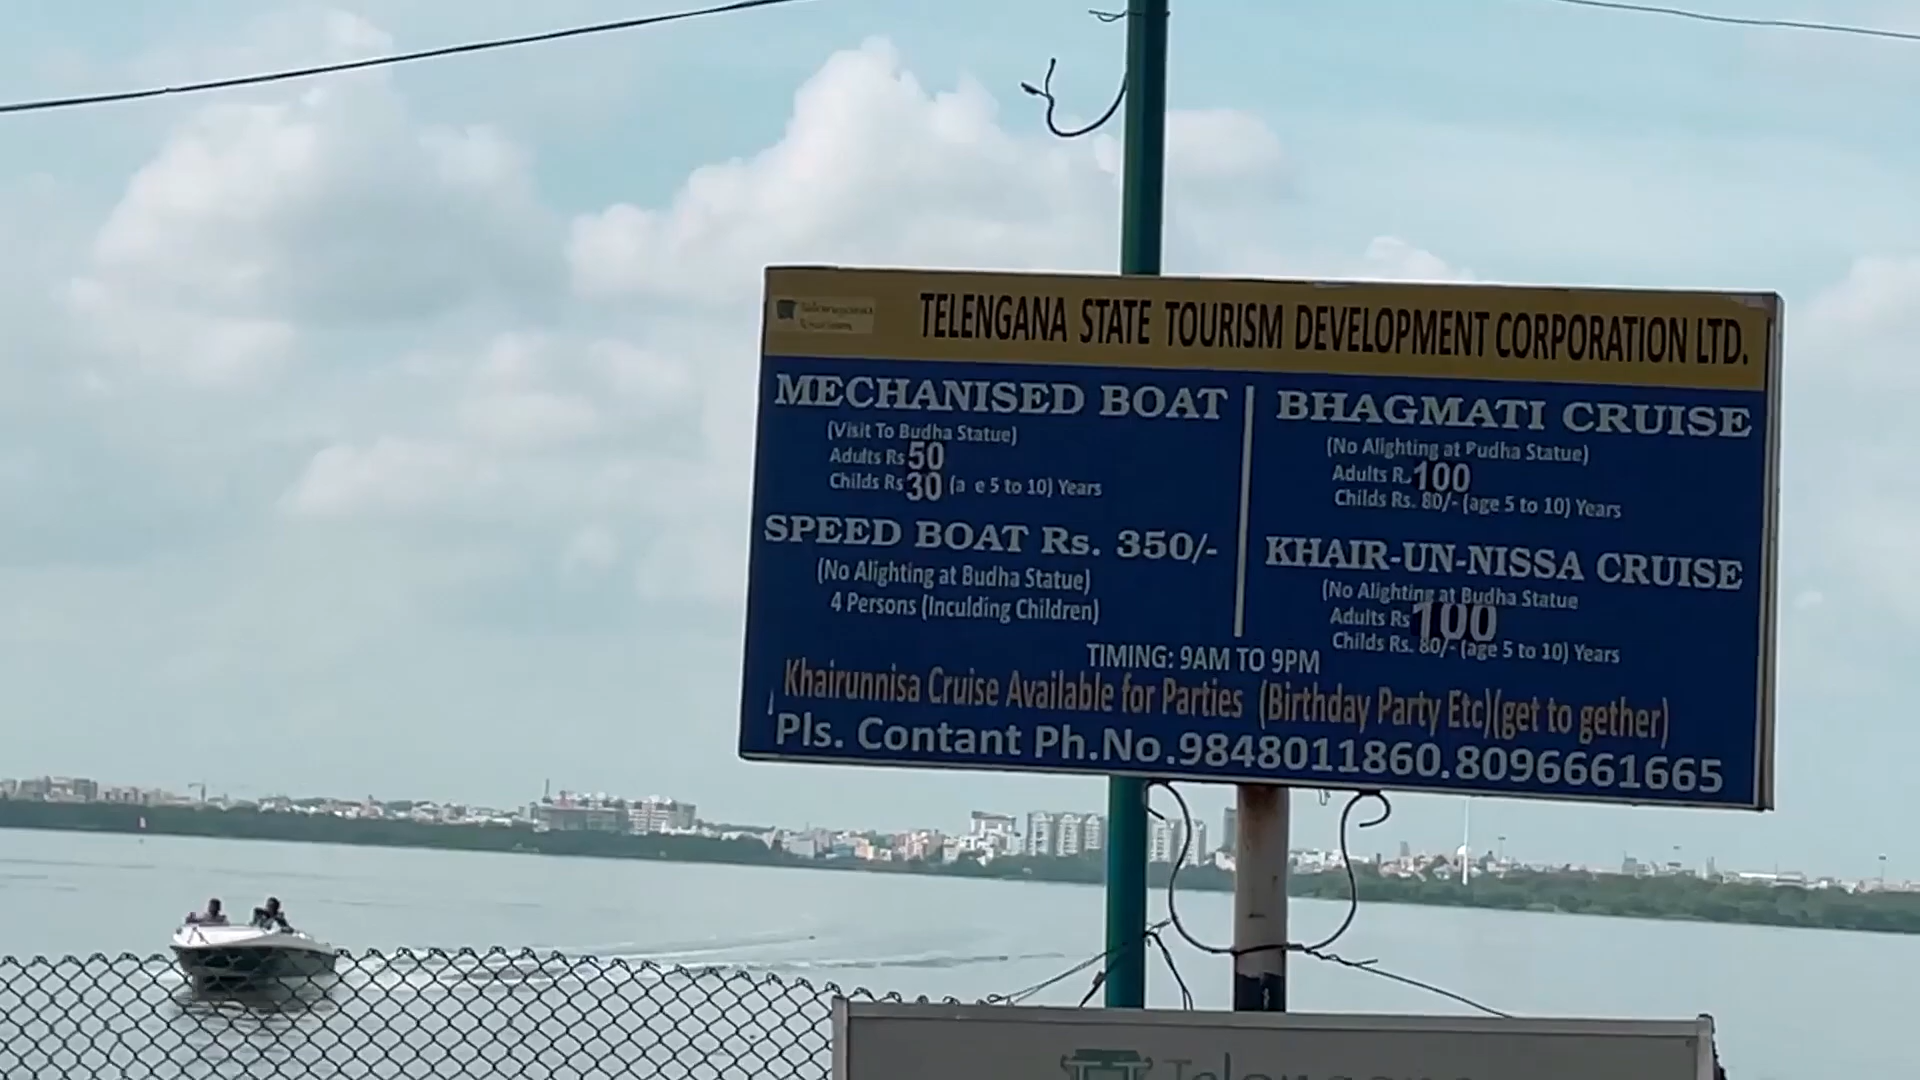 TELENGANA STATE TOURISM DEVELOPMENT CORPORATION LTD.
MECHANISED BOAT
(Visit To Budha Statue)
Adults Rs 50
Childs Rs 30 (a e 5 to 10) Years
SPEED BOAT Rs. 350/-
(No Alighting at Budha Statue)
4 Persons (Inculding Children)
BHAGMATI CRUISE
(No Alighting at Budha Statue)
Adults R. 100
Childs Rs. 80/- (age 5 to 10) Years
KHAIR-UN-NISSA CRUISE
(No Alighting at Budha Statue
Adults Rs 100
Childs Rs. 80/- (age 5 to 10) Years
TIMING: 9AM TO 9PM
Khairunnisa Cruise Available for Parties (Birthday Party Etc)(get to gether)
Pls. Contant Ph.No.9848011860.8096661665
Telangana